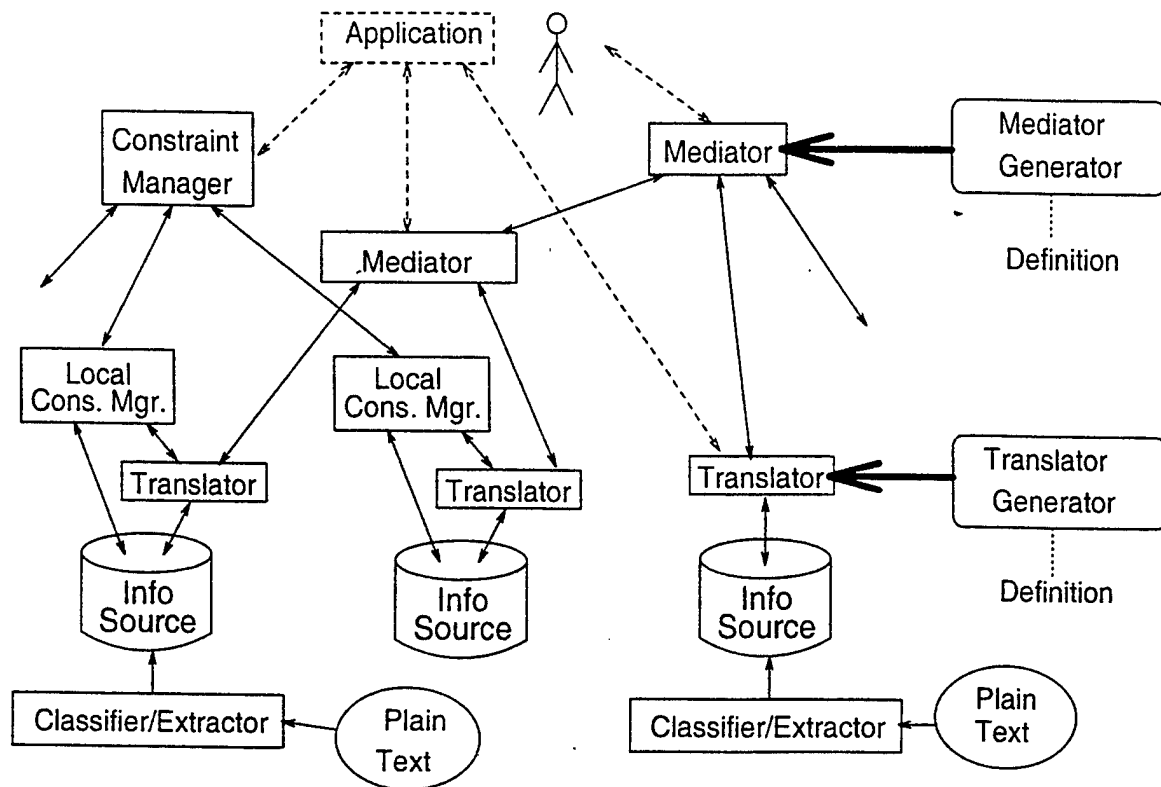 Application
Constraint
Manager
Mediator
Mediator
Generator
Definition
Mediator
Local
Cons. Mgr.
Local
Cons. Mgr.
Translator
Translator
Translator
Translator
Generator
Definition
Info
Source
Info
Source
Info
Source
Classifier/Extractor
Plain
Text
Classifier/Extractor
Plain
Text